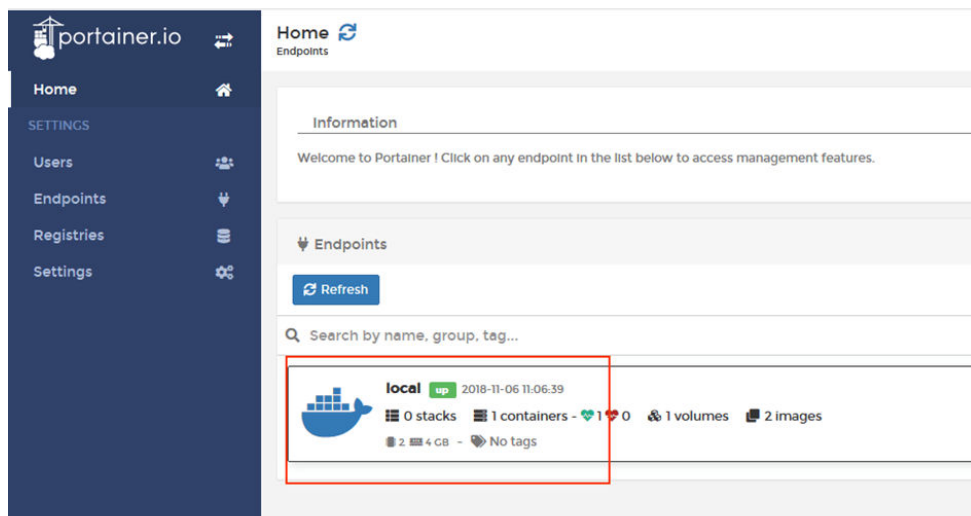 portainer.io
Home
SETTINGS
Users
Endpoints
Registries
Settings
Home
Endpoints
Information
Welcome to Portainer ! Click on any endpoint in the list below to access management features.
Endpoints
Refresh
Search by name, group, tag...
local up 2018-11-06 11:06:39
0 stacks 1 containers - 1 0 1 volumes 2 images
2 4 GB - No tags